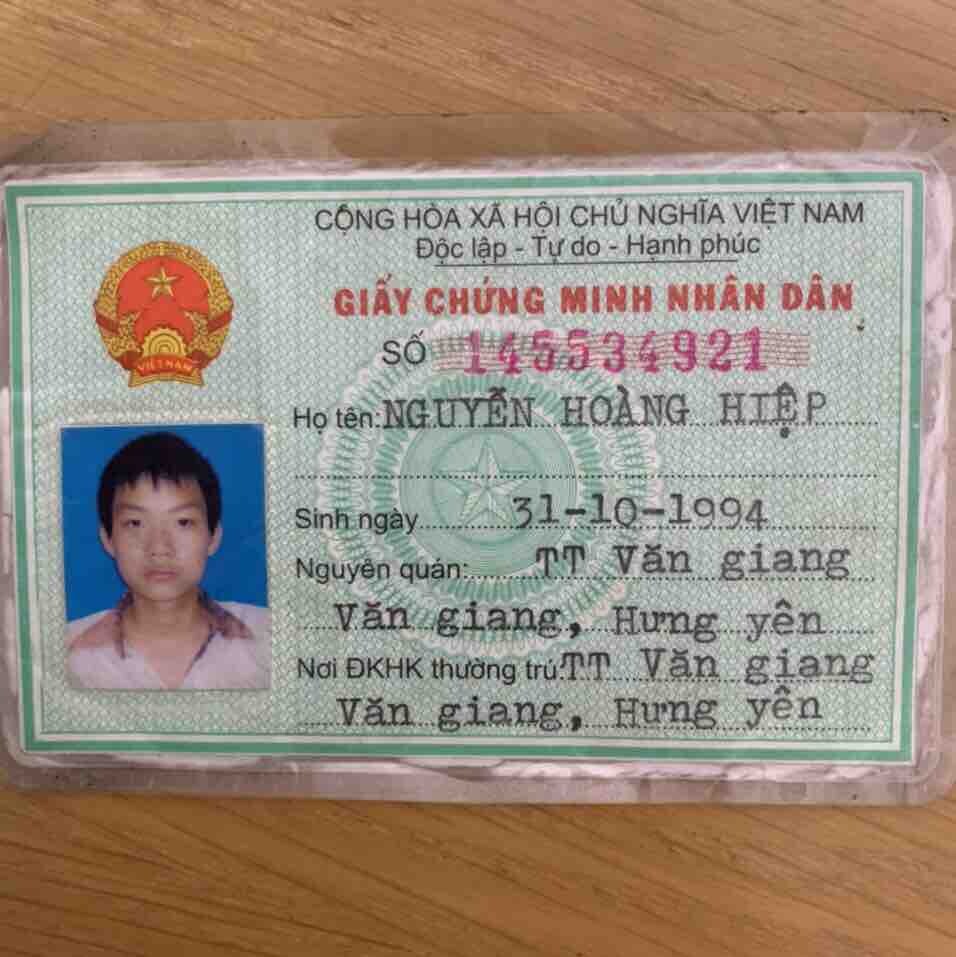 CỘNG HÒA XÃ HỘI CHỦ NGHĨA VIỆT NAM
Độc lập - Tự do - Hạnh phúc
GIẤY CHỨNG MINH NHÂN DÂN
SỐ 145534921
Họ tên: NGUYỄN HOÀNG HIỆP
Sinh ngày 31-10-1994
Nguyên quán: TT Văn giang
Văn giang, Hưng yên
Nơi ĐKHK thường trú: TT Văn giang
Văn giang, Hưng yên
VIỆT NAM